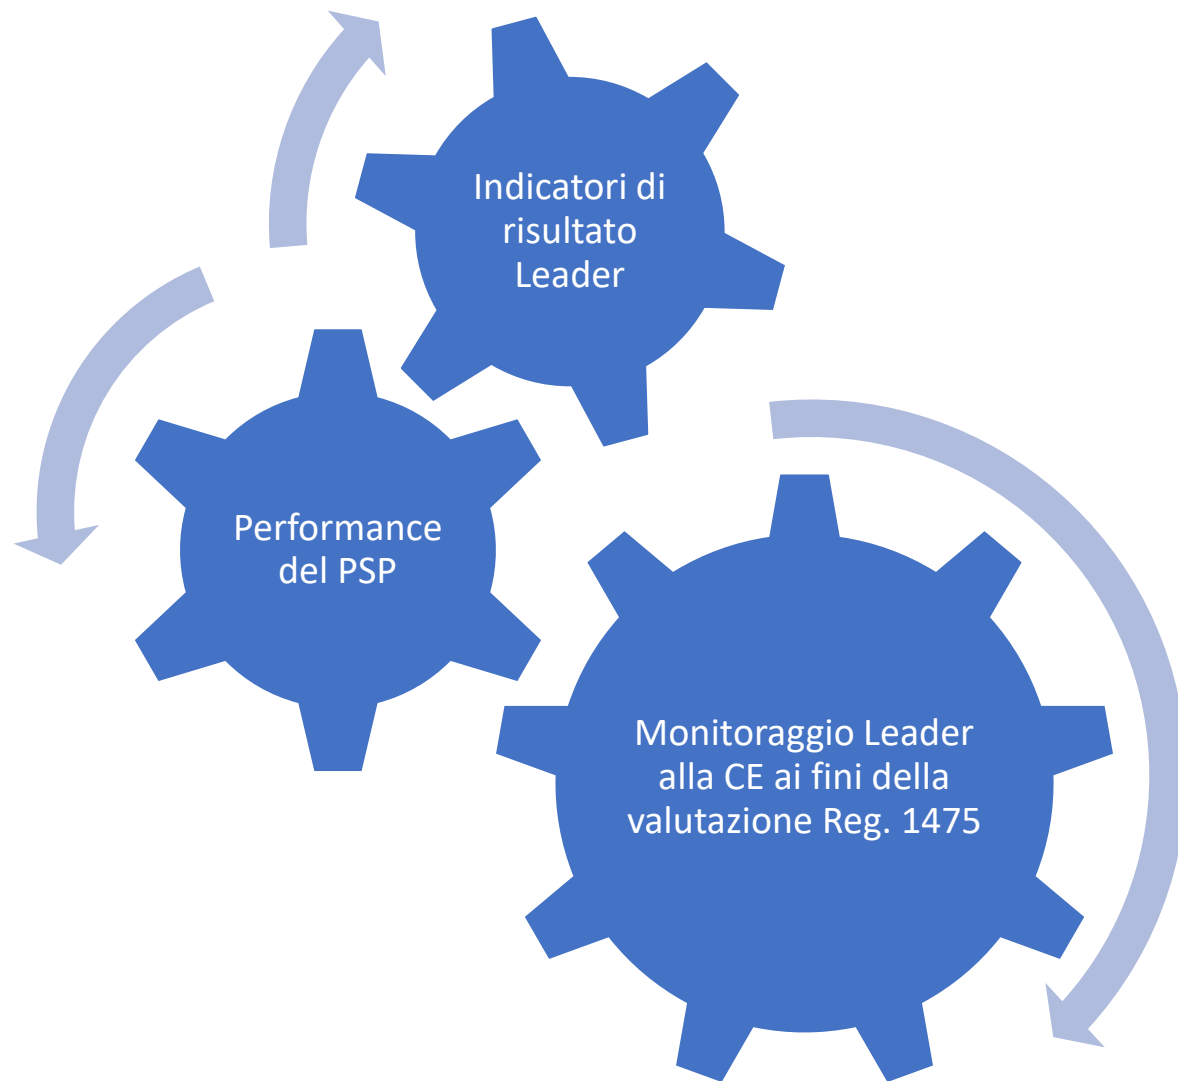 Indicatori di
risultato
Leader
Performance
del PSP
Monitoraggio Leader
alla CE ai fini della
valutazione Reg. 1475